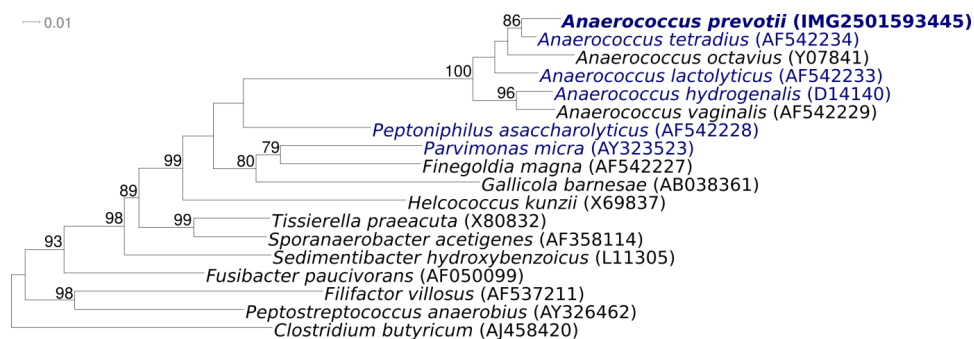 0.01
86
Anaerococcus prevotii (IMG2501593445)
Anaerococcus tetradius (AF542234)
Anaerococcus octavius (Y07841)
100
Anaerococcus lactolyticus (AF542233)
96
Anaerococcus hydrogenalis (D14140)
Anaerococcus vaginalis (AF542229)
Peptoniphilus asaccharolyticus (AF542228)
79
Parvimonas micra (AY323523)
99
80
Finegoldia magna (AF542227)
Gallicola barnesae (AB038361)
89
Helcococcus kunzii (X69837)
98
99
Tissierella praeacuta (X80832)
Sporanaerobacter acetigenes (AF358114)
93
Sedimentibacter hydroxybenzoicus (L11305)
Fusibacter paucivorans (AF050099)
98
Filifactor villosus (AF537211)
Peptostreptococcus anaerobius (AY326462)
Clostridium butyricum (AJ458420)